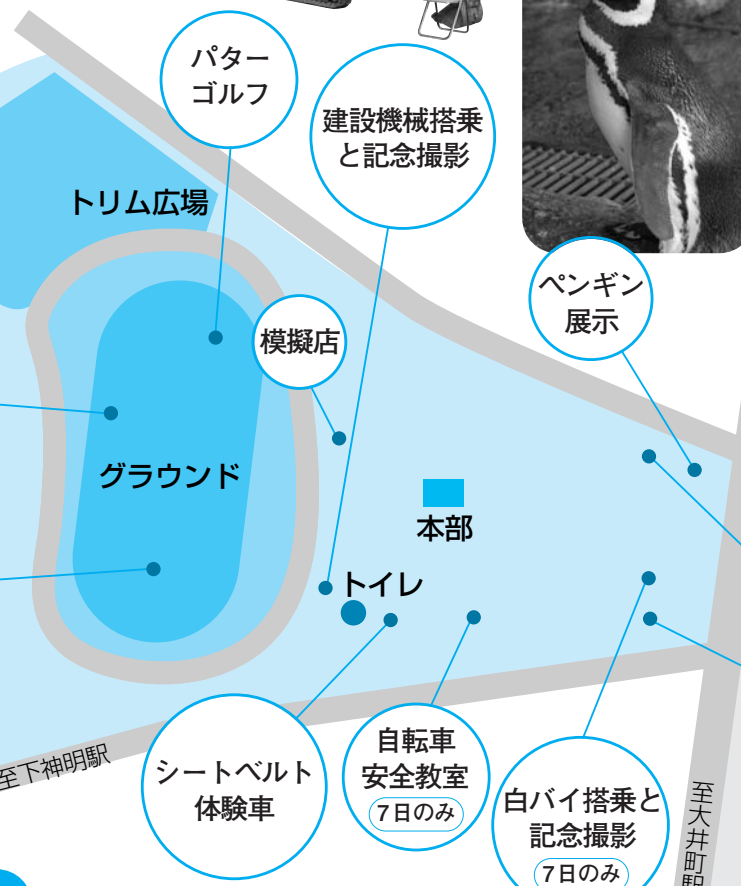 パター
ゴルフ
建設機械搭乗
と記念撮影
トリム広場
ペンギン
展示
模擬店
グラウンド
本部
トイレ
シートベルト
体験車
自転車
安全教室
7日のみ
白バイ搭乗と
記念撮影
7日のみ
至下神明駅
至大井町駅